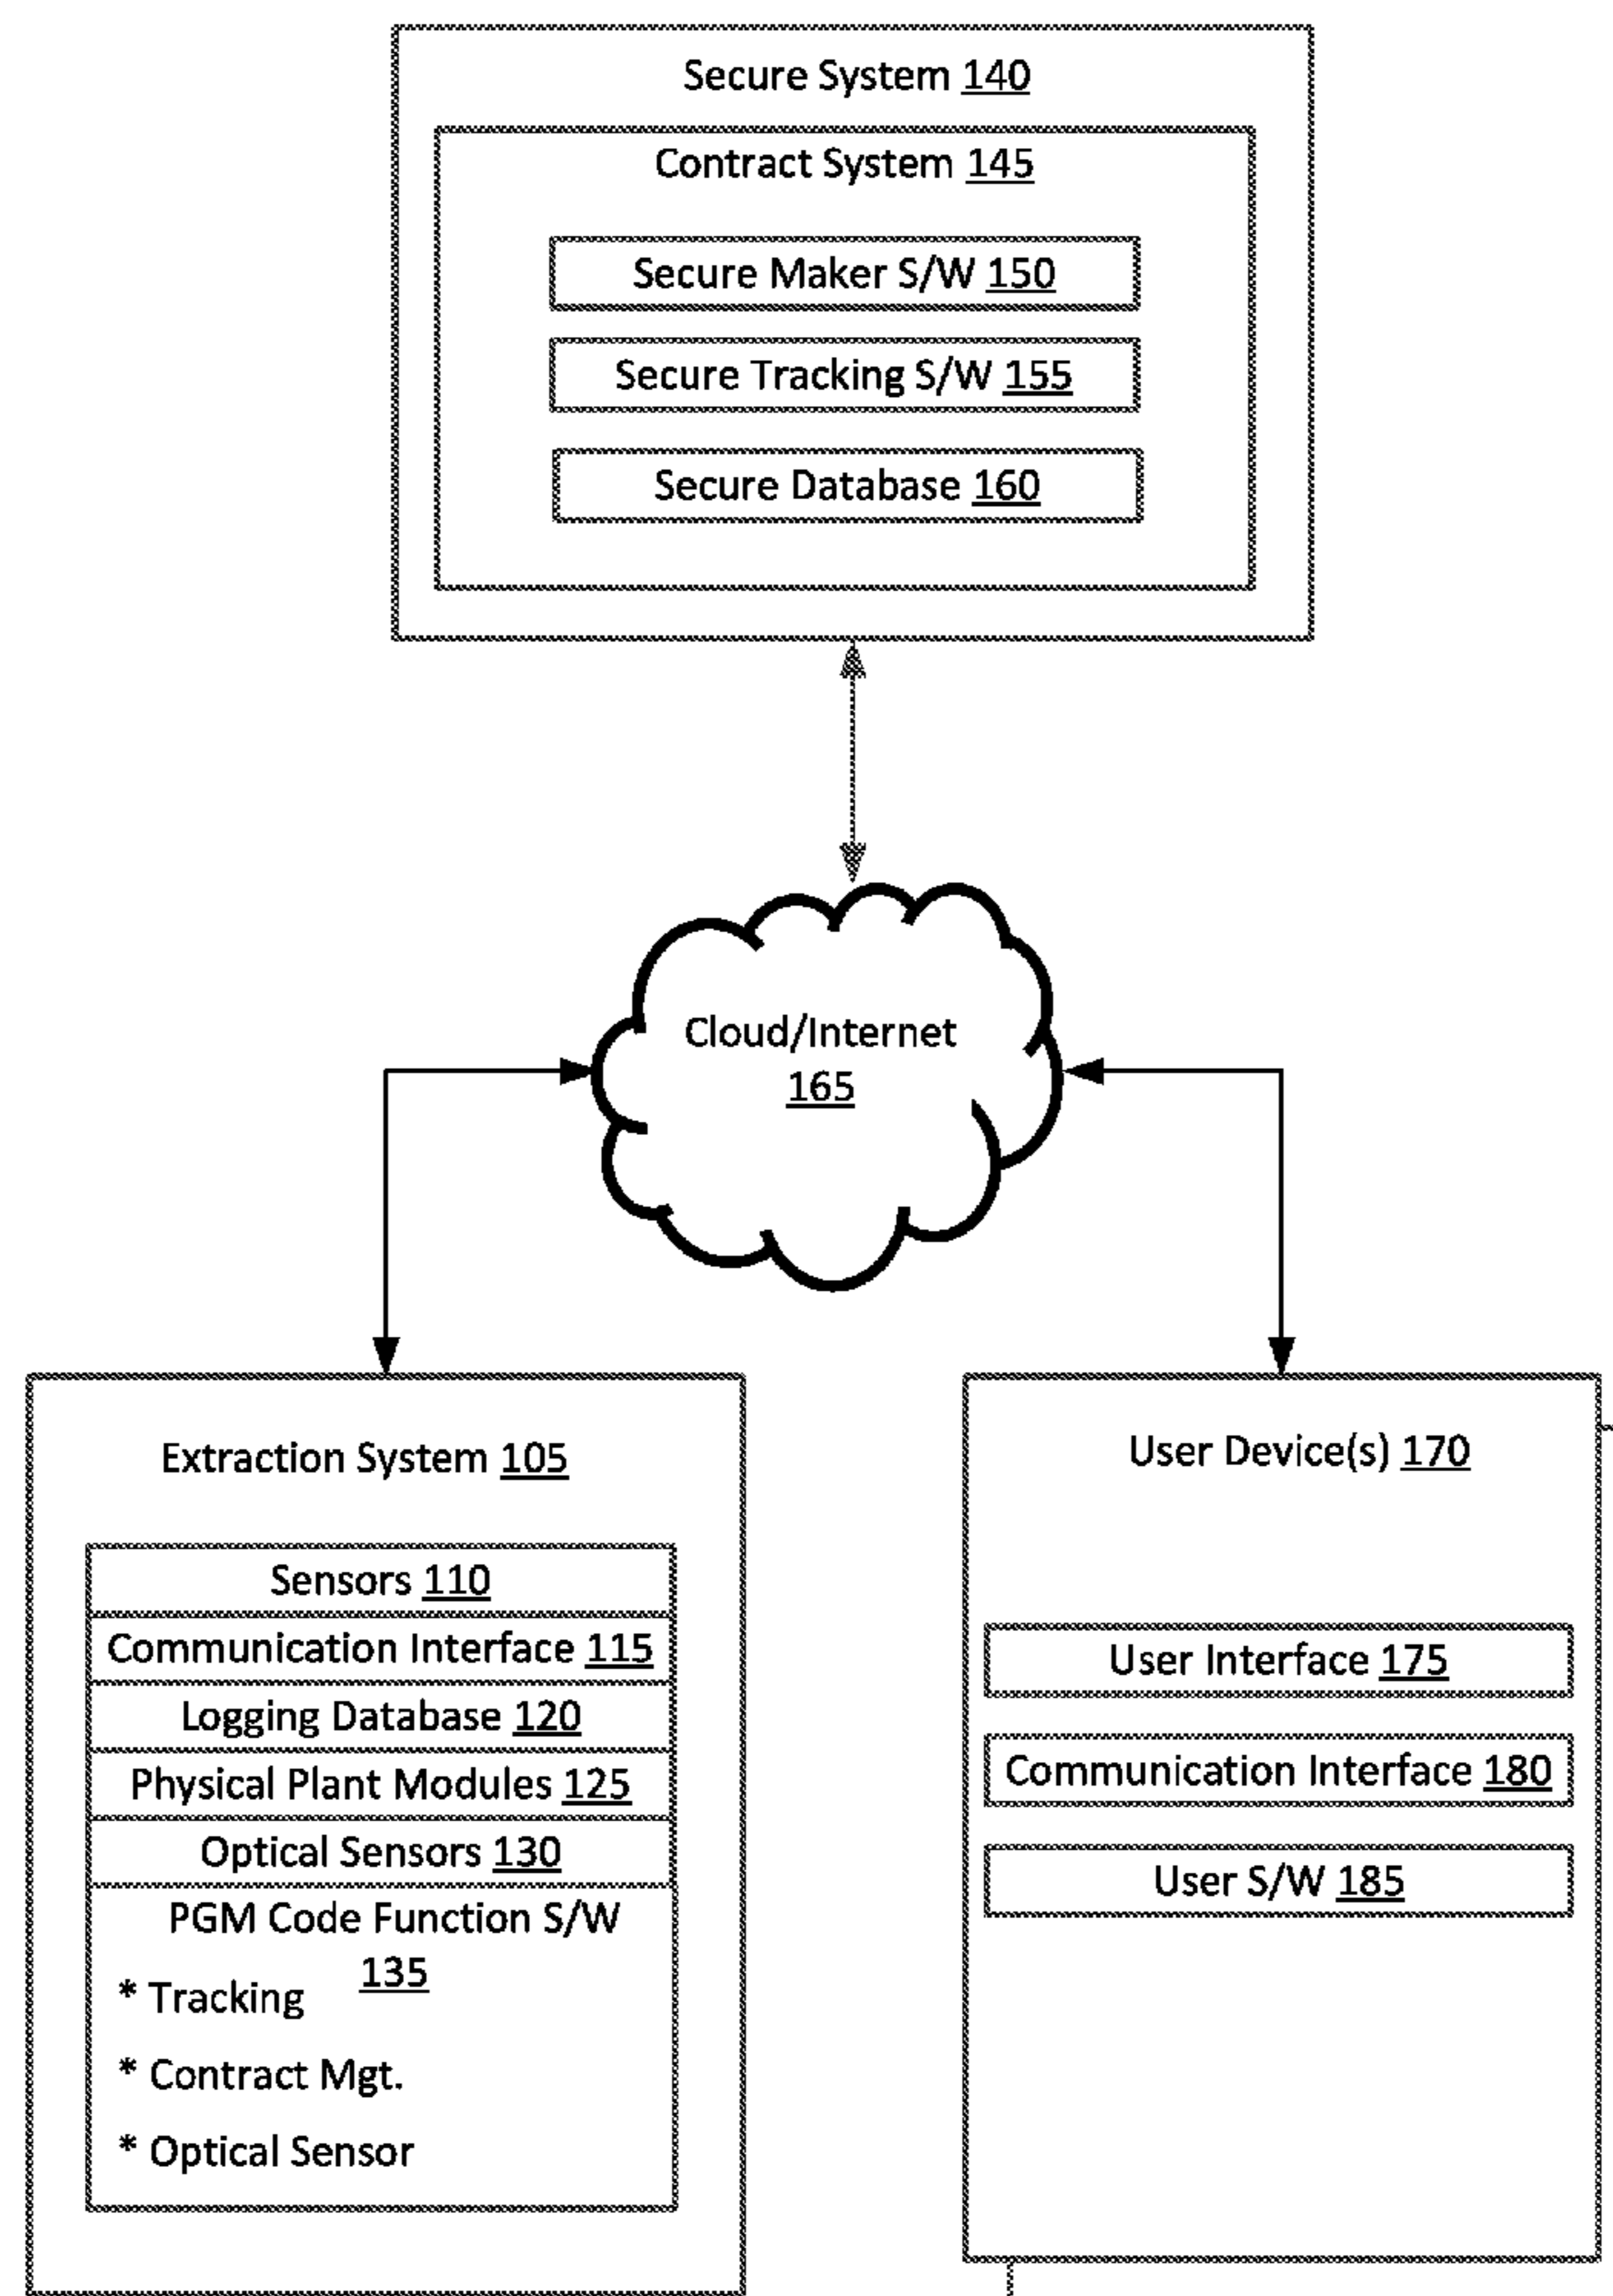 Secure System 140
Contract System 145
Secure Maker S/W 150
Secure Tracking S/W 155
Secure Database 160
Cloud/Internet
165
Extraction System 105
Sensors 110
Communication Interface 115
Logging Database 120
Physical Plant Modules 125
Optical Sensors 130
PGM Code Function S/W
135
* Tracking
* Contract Mgt.
* Optical Sensor
User Device(s) 170
User Interface 175
Communication Interface 180
User S/W 185